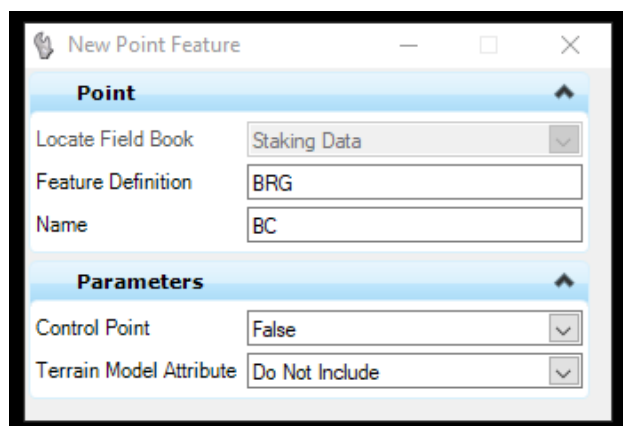 New Point Feature
Point
Locate Field Book Staking Data
Feature Definition BRG
Name BC
Parameters
Control Point False
Terrain Model Attribute Do Not Include